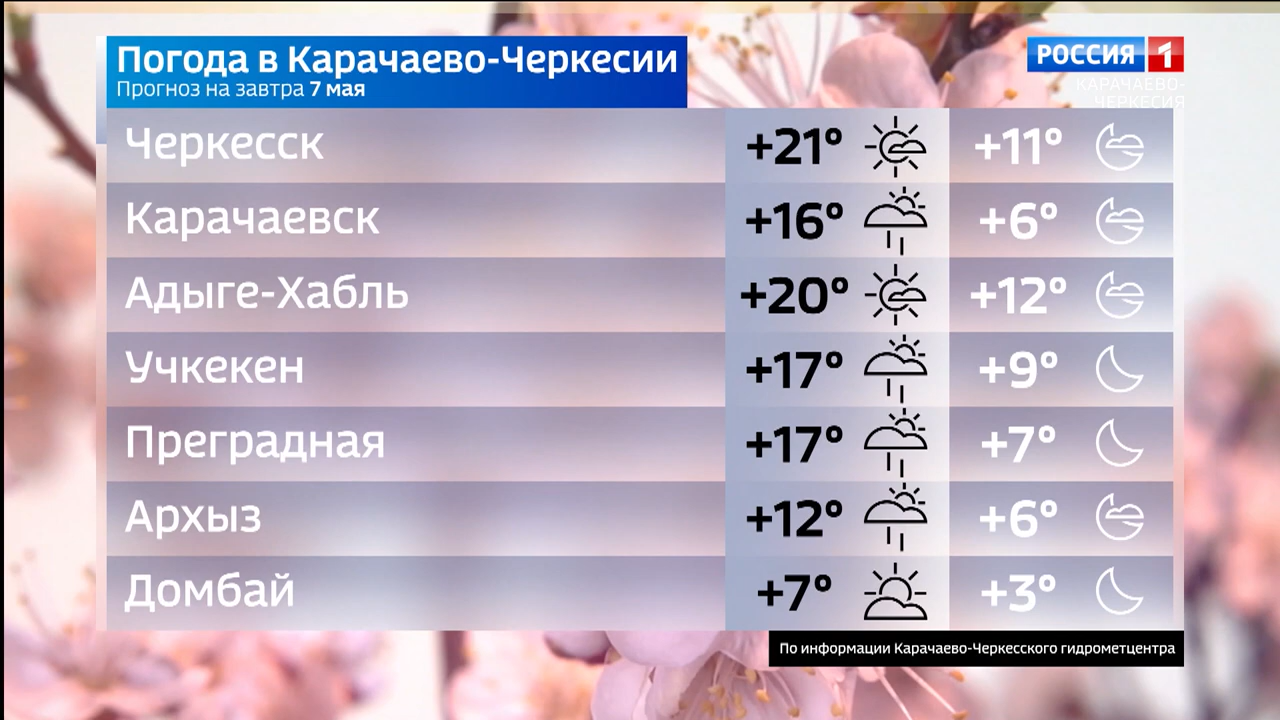 Погода в Карачаево-Черкесии
Прогноз на завтра 7 мая
РОССИЯ 1
КАРАЧАЕВО-
ЧЕРКЕСИЯ
Черкесск +21° +11°
Карачаевск +16° +6°
Адыге-Хабль +20° +12°
Учкекен +17° +9°
Преградная +17° +7°
Архыз +12° +6°
Домбай +7° +3°
По информации Карачаево-Черкесского гидрометцентра